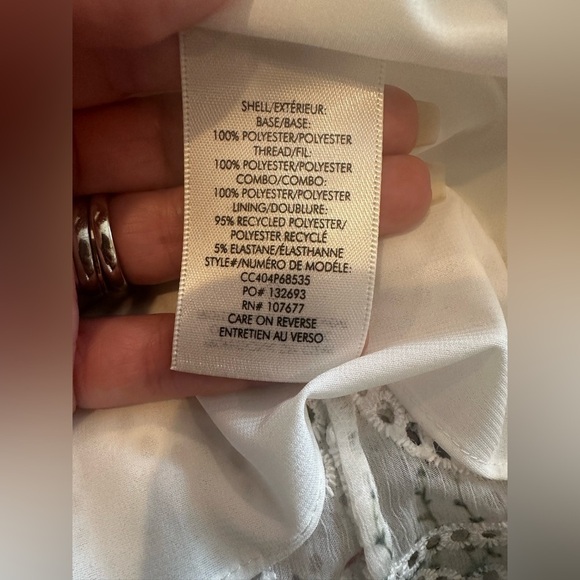 SHELL/EXTÉRIEUR:
BASE/BASE:
100% POLYESTER/POLYESTER
THREAD/FIL:
100% POLYESTER/POLYESTER
COMBO/COMBO:
100% POLYESTER/POLYESTER
LINING/DOUBLURE:
95% RECYCLED POLYESTER/
POLYESTER RECYCLÉ
5% ELASTANE/ÉLASTHANNE
STYLE#/NUMÉRO DE MODÈLE:
CC404P68535
PO# 132693
RN# 107677
CARE ON REVERSE
ENTRETIEN AU VERSO